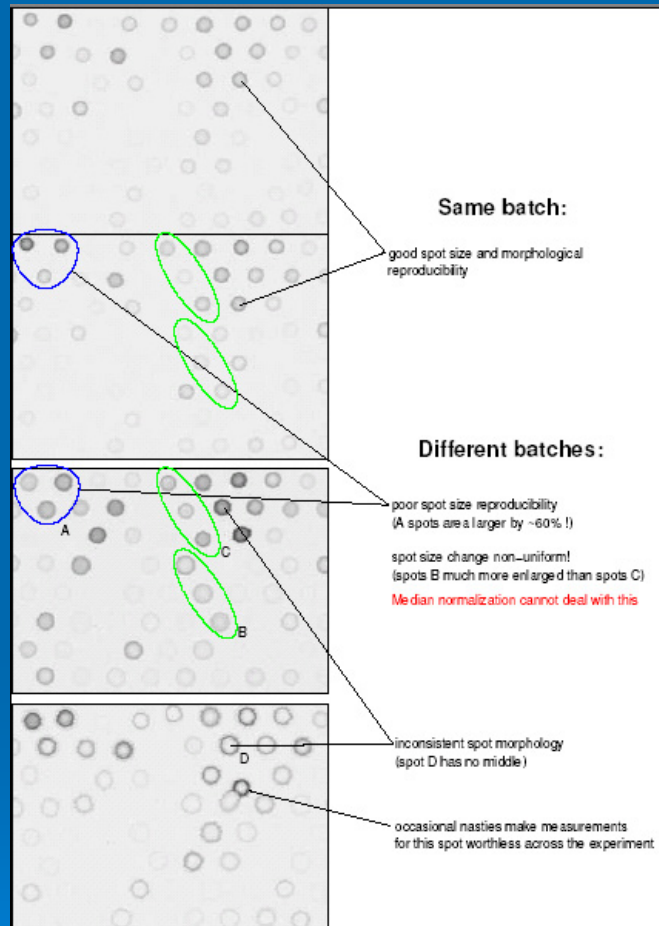 Same batch:
good spot size and morphological
reproducibility
Different batches:
poor spot size reproducibility
(A spots area larger by ~60% !)
A
spot size change non-uniform!
(spots B much more enlarged than spots C)
C
Median normalization cannot deal with this
B
inconsistent spot morphology
(spot D has no middle)
D
occasional nasties make measurements
for this spot worthless across the experiment